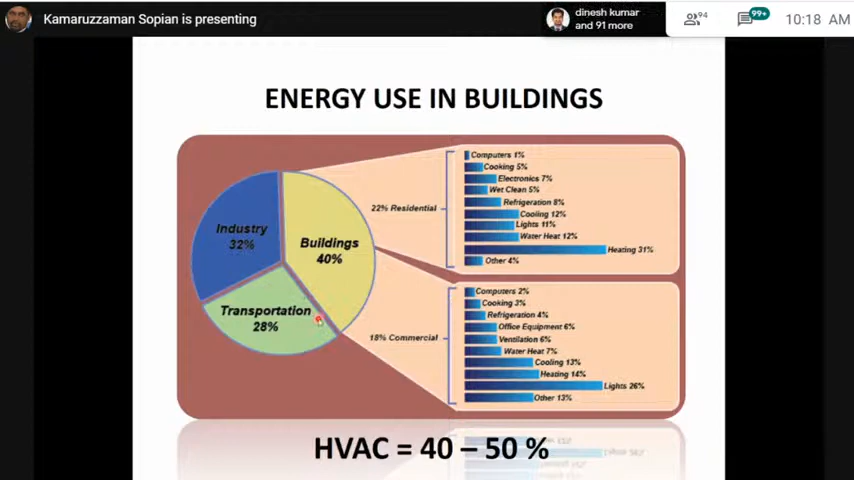 Kamaruzzaman Sopian is presenting
dinesh kumar
and 91 more
94
99+
10:18 AM
ENERGY USE IN BUILDINGS
Industry
32%
Buildings
40%
Transportation
28%
22% Residential
Computers 1%
Cooking 5%
Electronics 7%
Wet Clean 5%
Refrigeration 8%
Cooling 12%
Lights 11%
Water Heat 12%
Heating 31%
Other 4%
18% Commercial
Computers 2%
Cooking 3%
Refrigeration 4%
Office Equipment 6%
Ventilation 6%
Water Heat 7%
Cooling 13%
Heating 14%
Lights 26%
Other 13%
HVAC = 40 – 50 %